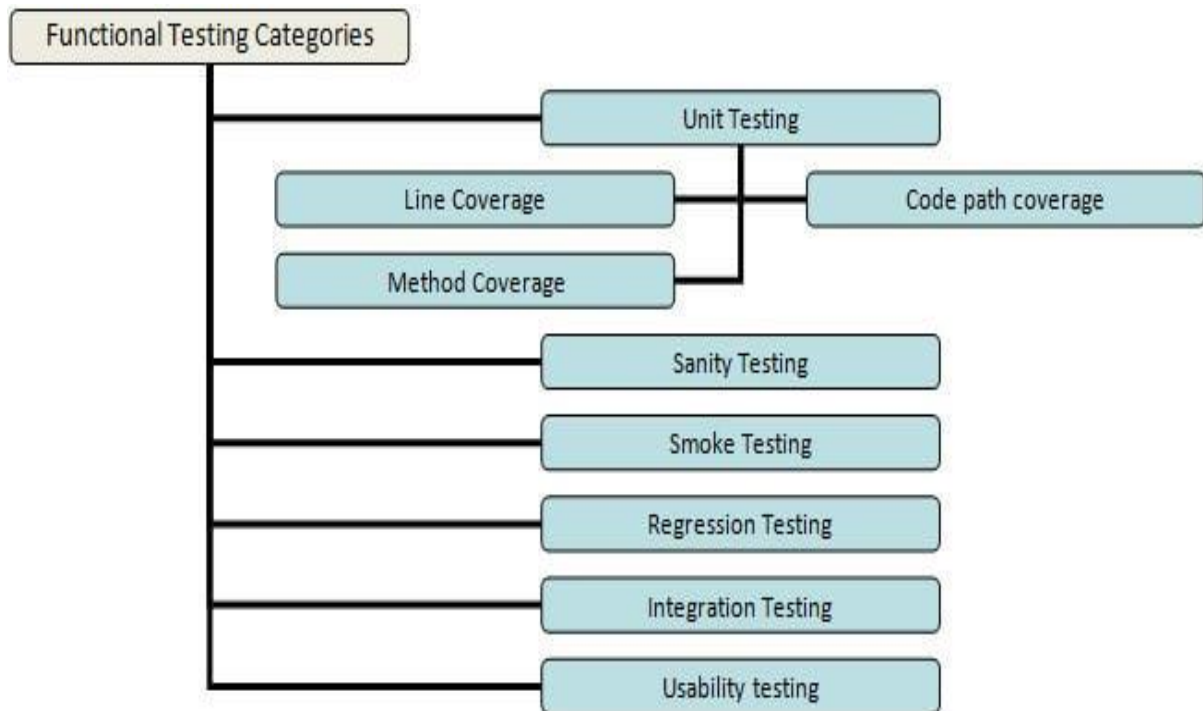 Functional Testing Categories
Unit Testing
Line Coverage
Code path coverage
Method Coverage
Sanity Testing
Smoke Testing
Regression Testing
Integration Testing
Usability testing